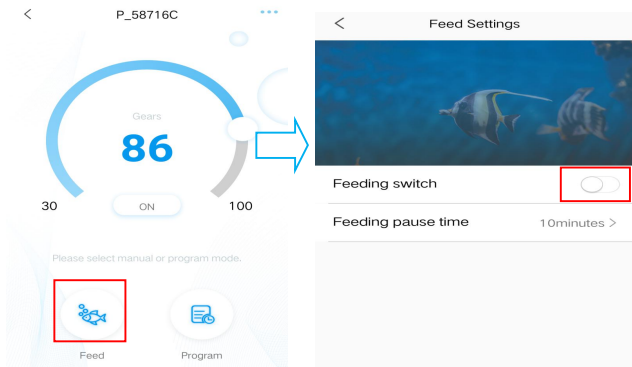 P_58716C
Gears
86
30
ON
100
Please select manual or program mode.
Feed
Program
Feed Settings
Feeding switch
Feeding pause time
10minutes >